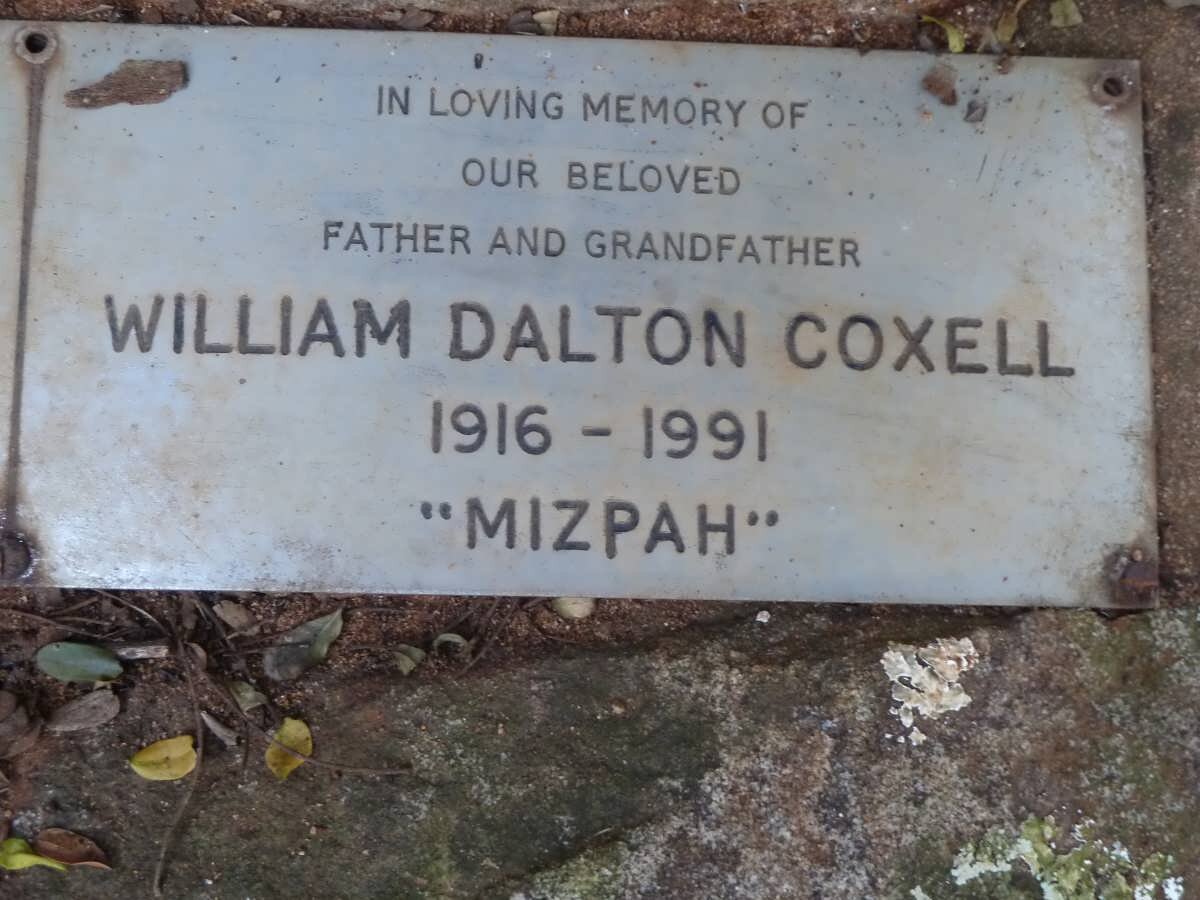 IN LOVING MEMORY OF
OUR BELOVED
FATHER AND GRANDFATHER
WILLIAM DALTON COXELL
1916 - 1991
"MIZPAH"